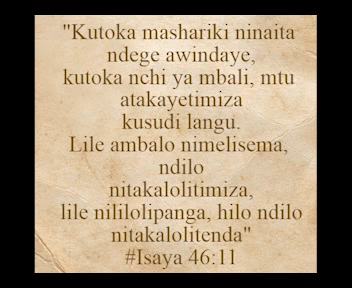 "Kutoka mashariki ninaita
ndege awindaye,
kutoka nchi ya mbali, mtu
atakayetimiza
kusudi langu.
Lile ambalo nimelisema,
ndilo
nitakalolitimiza,
lile nililolipanga, hilo ndilo
nitakalolitenda"
#Isaya 46:11